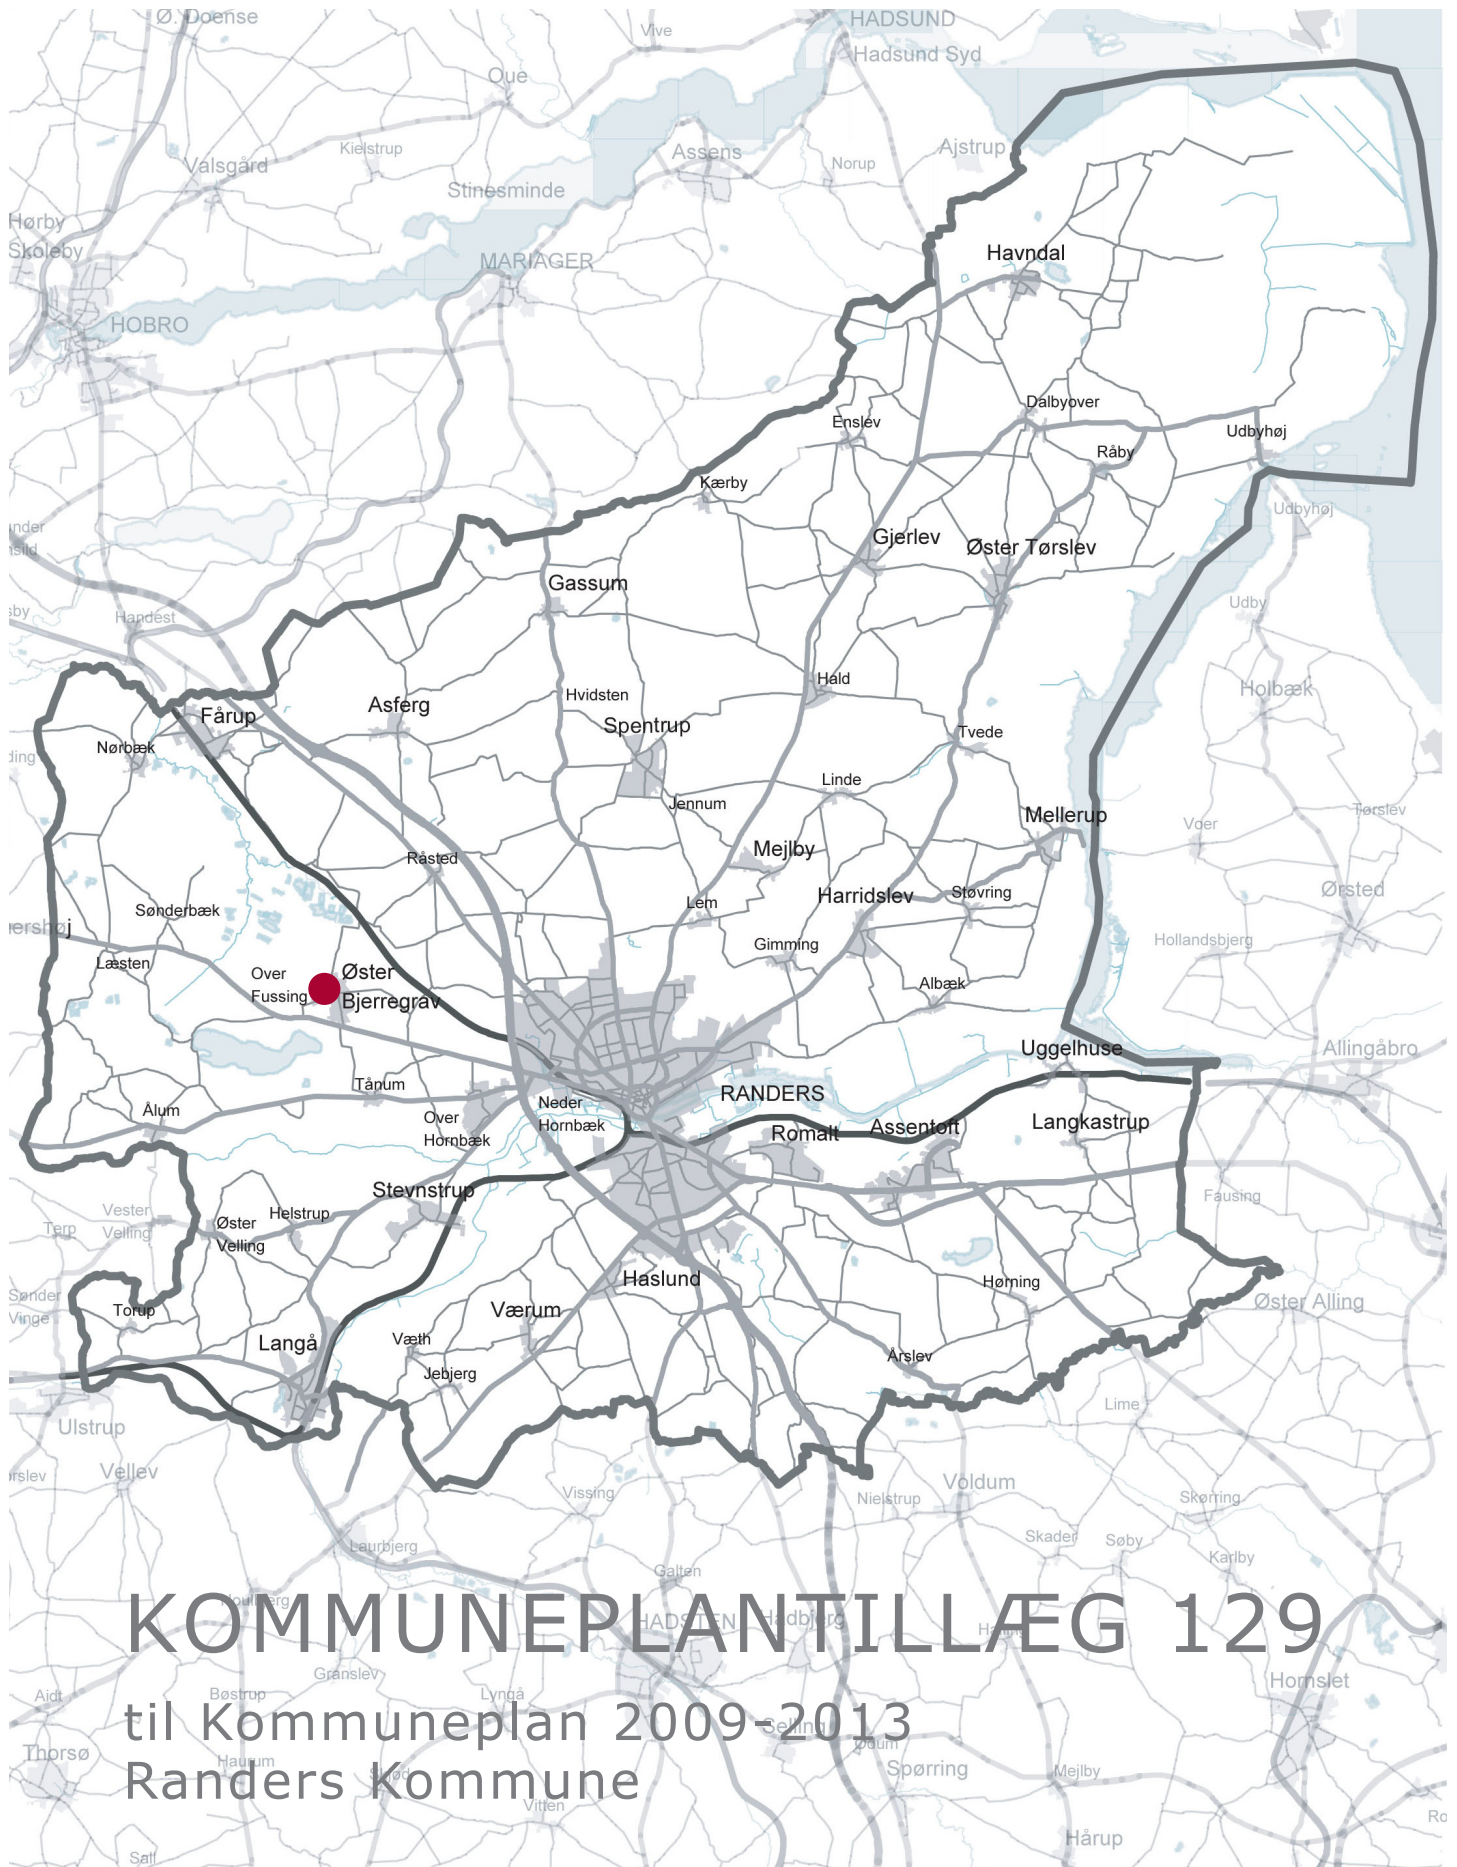 Ø. Doense
HADSUND
Vive
Hadsund Syd
Oue
Kielstrup
Assens
Ajstrup
Valsgård
Norup
Stinesminde
Hørby
Skoleby
Havndal
MARIAGER
HOBRO
Dalbyover
Enslev
Udbyhøj
Råby
Kærby
Udbyhøj
Gjerlev
Øster Tørslev
Gassum
Udby
Handest
Hald
Holbæk
Hvidsten
Asferg
Fårup
Spentrup
Tvede
Nørbæk
Linde
Jennum
Tørslev
Mellerup
Voer
Mejlby
Råsted
Ørsted
Støvring
Harridslev
Lem
Sønderbæk
Hollandsbjerg
Gimming
Læsten
Over
Fussing
Øster
Bjerregrav
Albæk
Uggelhuse
Allingåbro
Tånum
RANDERS
Neder
Hornbæk
Ålum
Over
Hornbæk
Langkastrup
Assentoft
Romalt
Stevnstrup
Fausing
Vester
Velling
Helstrup
Øster
Velling
Terp
Haslund
Hørning
Sønder
Vinge
Øster Alling
Torup
Værum
Langå
Væth
Årslev
Jebjerg
Lime
Ulstrup
Vellev
Voldum
Vissing
Nielstrup
Skørring
Skader
Søby
Laurbjerg
Karlby
Galten
HADSTEN
Hadbjerg
KOMMUNEPLANTILLÆG 129
Granslev
Hornslet
Aidt
Bøstrup
Lyngå
til Kommuneplan 2009-2013
Selling
Ødum
Thorsø
Haurum
Spørring
Mejlby
Randers Kommune
Vitten
Hårup
Sall